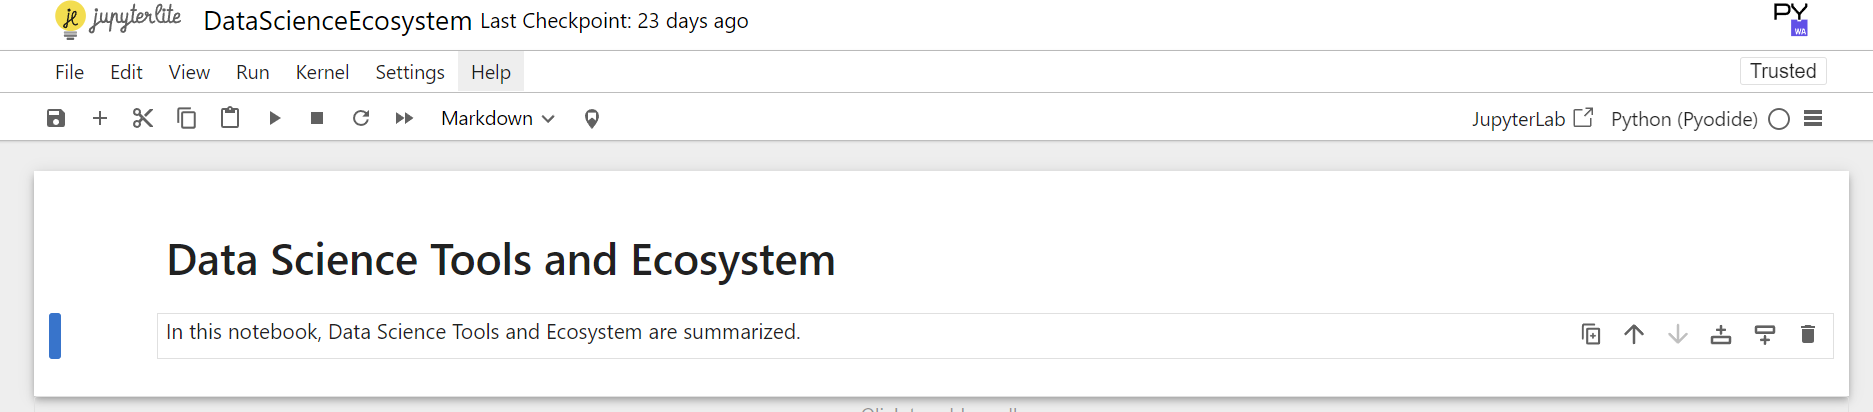 jupyterlite DataScienceEcosystem Last Checkpoint: 23 days ago PY WA
File Edit View Run Kernel Settings Help Trusted
Markdown JupyterLab Python (Pyodide)
Data Science Tools and Ecosystem
In this notebook, Data Science Tools and Ecosystem are summarized.